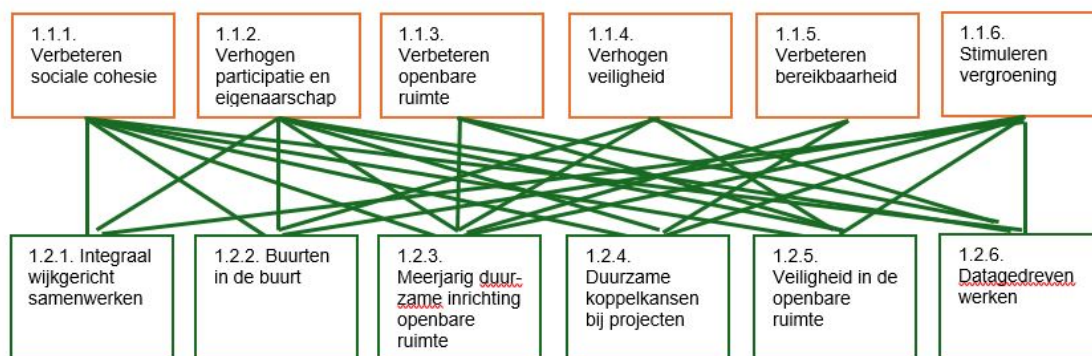 1.1.1.
Verbeteren
sociale cohesie
1.1.2.
Verhogen
participatie en
eigenaarschap
1.1.3.
Verbeteren
openbare
ruimte
1.1.4.
Verhogen
veiligheid
1.1.5.
Verbeteren
bereikbaarheid
1.1.6.
Stimuleren
vergroening
1.2.1. Integraal
wijkgericht
samenwerken
1.2.2. Buurten
in de buurt
1.2.3.
Meerjarig duur-
zame inrichting
openbare
ruimte
1.2.4.
Duurzame
koppelkansen
bij projecten
1.2.5.
Veiligheid in de
openbare
ruimte
1.2.6.
Datagedreven
werken